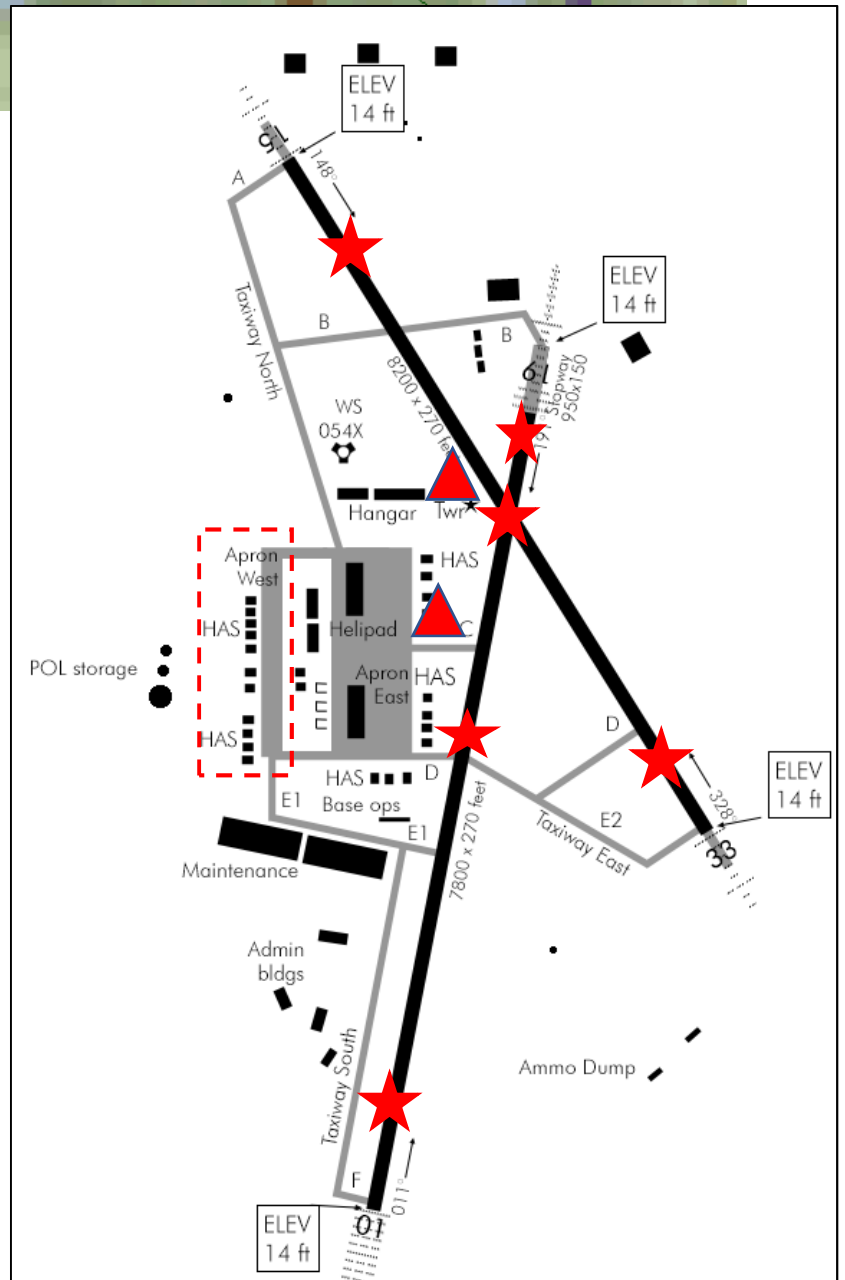 ELEV
14 ft
15
148°
A
ELEV
14 ft
Taxiway North
B
B
19
Stopway
950x150
191°
8200 x 270 feet
WS
054X
Hangar
Twr
Apron
West
HAS
HAS
Helipad
C
POL storage
Apron
East
HAS
HAS
D
ELEV
14 ft
HAS
D
328°
E1
Base ops
E2
E1
Taxiway East
33
7800 x 270 feet
Maintenance
Admin
bldgs
Taxiway South
Ammo Dump
F
011°
ELEV
14 ft
01